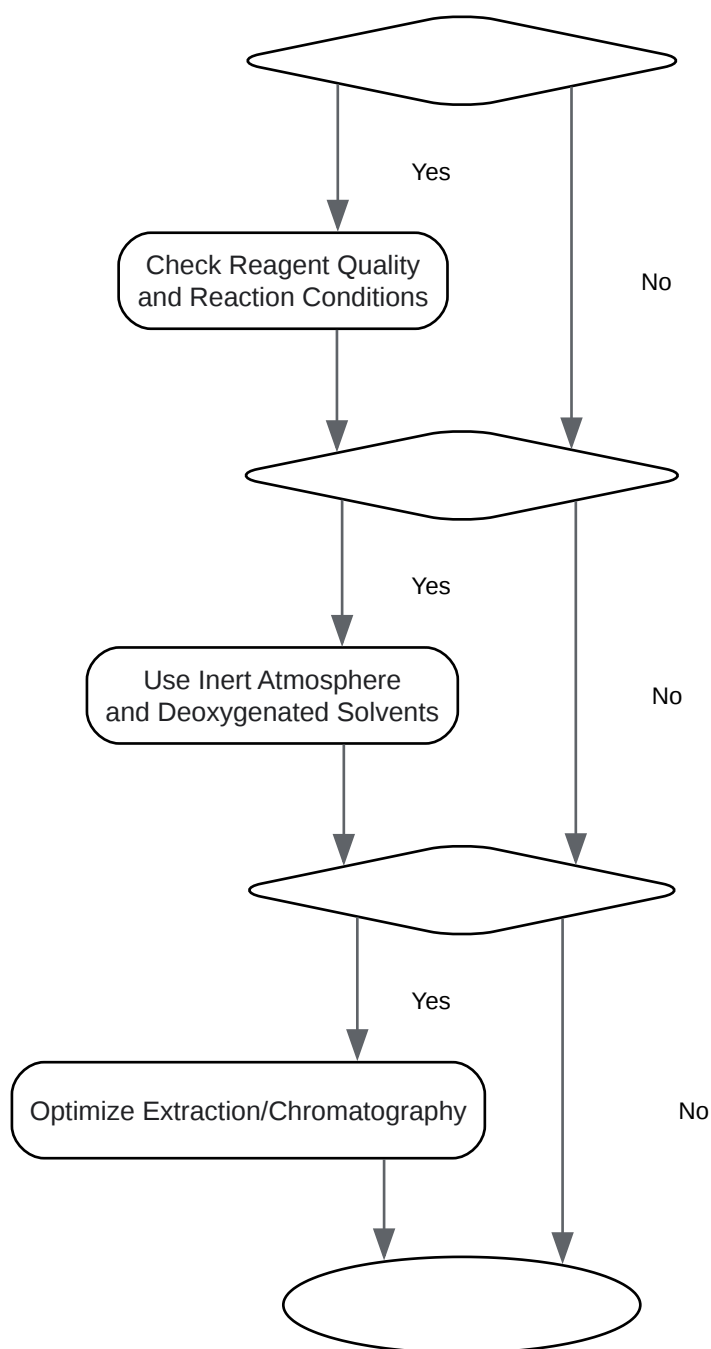 Yes
Check Reagent Quality
and Reaction Conditions
No
Yes
Use Inert Atmosphere
and Deoxygenated Solvents
No
Yes
Optimize Extraction/Chromatography
No